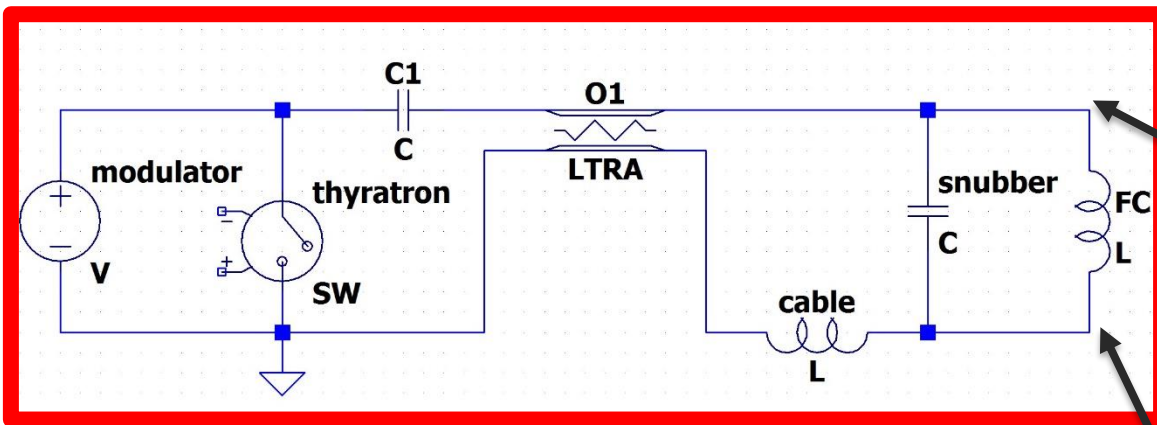 C1
C
O1
LTRA
modulator
thyratron
snubber
+
−
V
−
+
SW
C
FC
L
cable
L